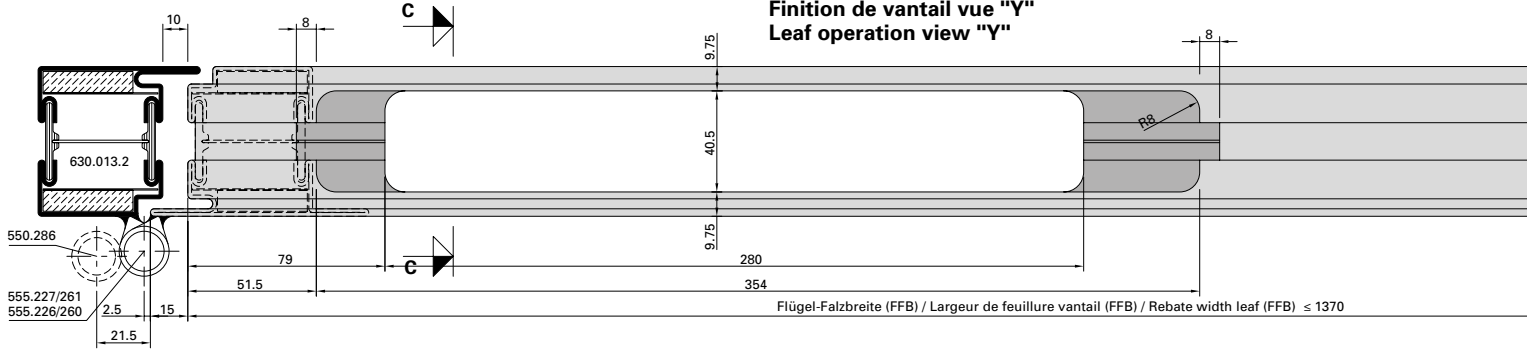 Finition de vantail vue "Y"
Leaf operation view "Y"
C
10
8
9.75
8
R8
40.5
630.013.2
9.75
550.286
C
79
280
51.5
354
555.227/261
555.226/260
2.5
15
Flügel-Falzbreite (FFB) / Largeur de feuillure vantail (FFB) / Rebate width leaf (FFB) ≤ 1370
21.5